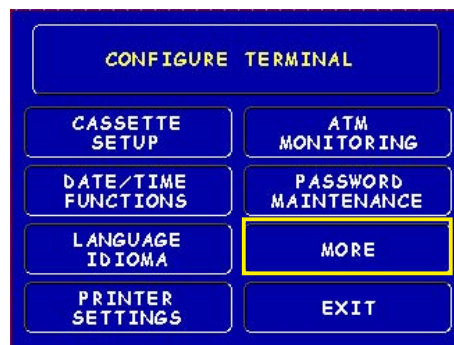 CONFIGURE TERMINAL
CASSETTE
SETUP
ATM
MONITORING
DATE/TIME
FUNCTIONS
PASSWORD
MAINTENANCE
LANGUAGE
IDIOMA
MORE
PRINTER
SETTINGS
EXIT